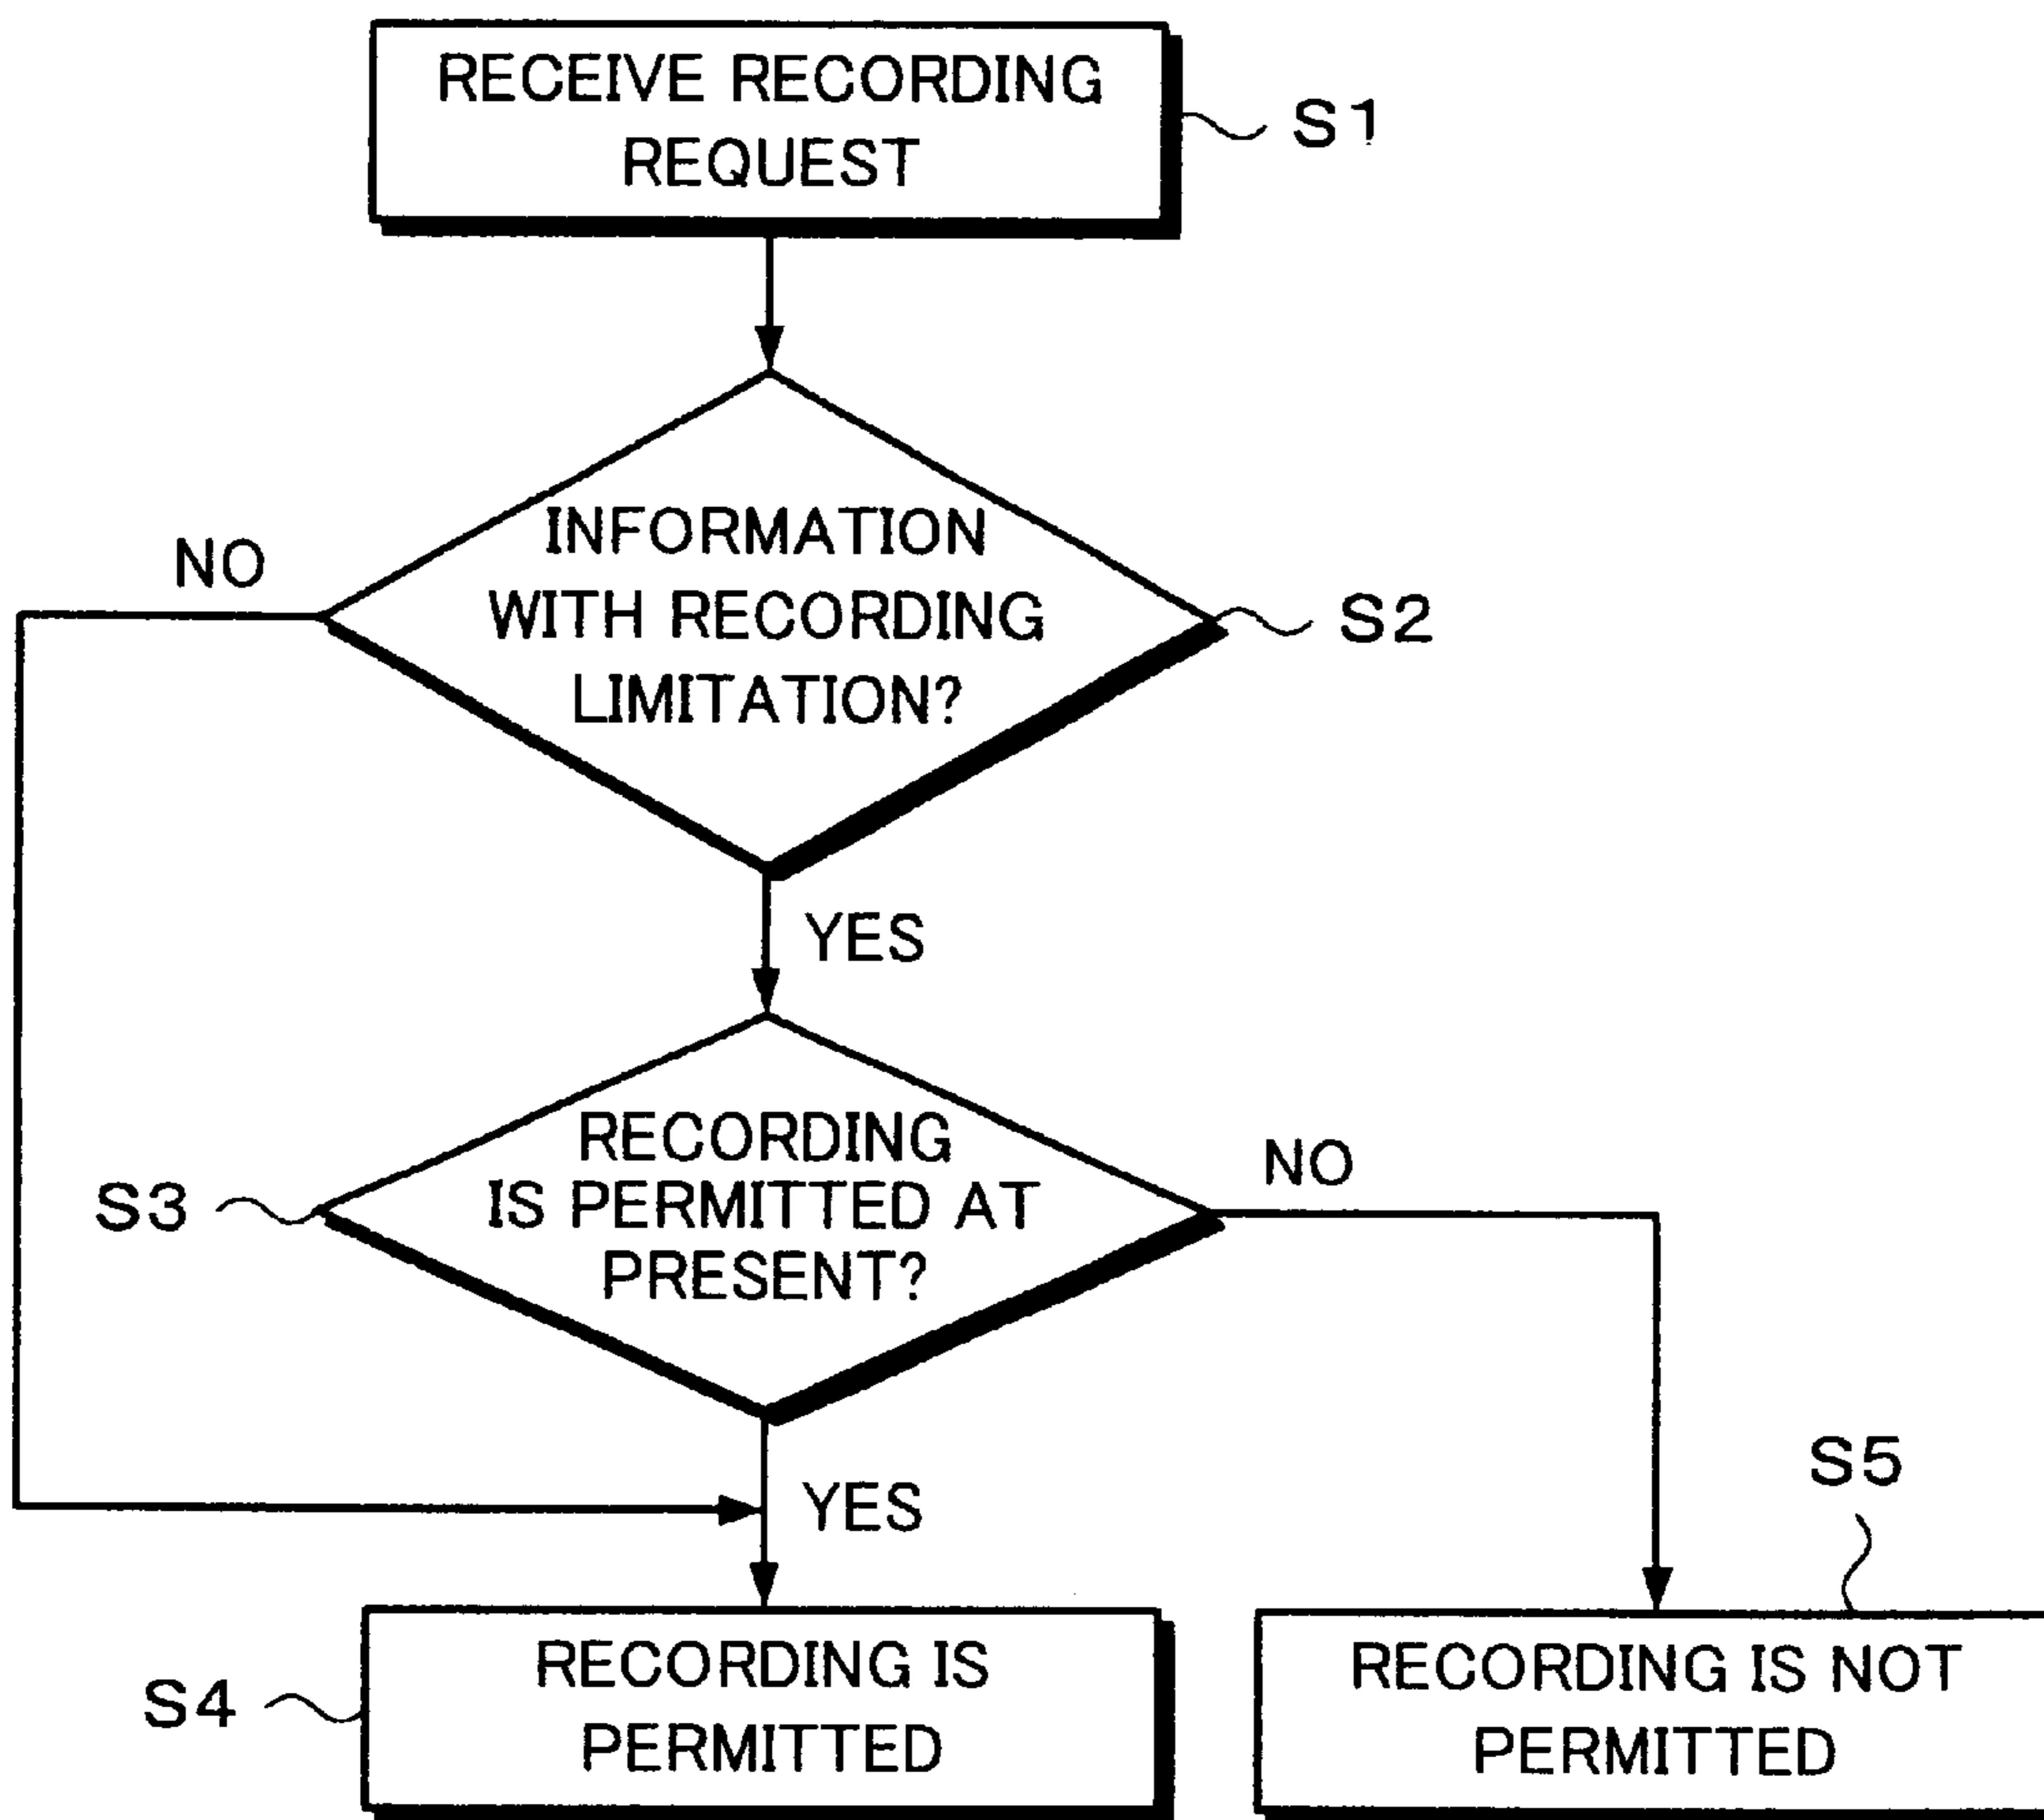 RECEIVE RECORDING
REQUEST
S1
INFORMATION
WITH RECORDING
LIMITATION?
NO
S2
YES
RECORDING
IS PERMITTED AT
PRESENT?
S3
NO
YES
S5
RECORDING IS
PERMITTED
S4
RECORDING IS NOT
PERMITTED